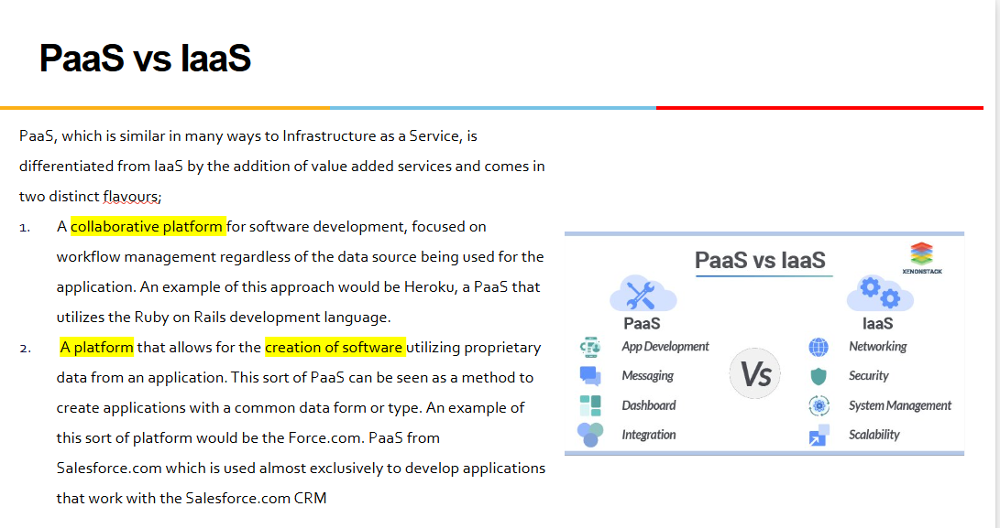 PaaS vs IaaS
PaaS, which is similar in many ways to Infrastructure as a Service, is
differentiated from IaaS by the addition of value added services and comes in
two distinct flavours;
1. A collaborative platform for software development, focused on
workflow management regardless of the data source being used for the
application. An example of this approach would be Heroku, a PaaS that
utilizes the Ruby on Rails development language.
2. A platform that allows for the creation of software utilizing proprietary
data from an application. This sort of PaaS can be seen as a method to
create applications with a common data form or type. An example of
this sort of platform would be the Force.com. PaaS from
Salesforce.com which is used almost exclusively to develop applications
that work with the Salesforce.com CRM
PaaS vs IaaS
XENONSTACK
PaaS
App Development
Messaging
Dashboard
Integration
Vs
IaaS
Networking
Security
System Management
Scalability